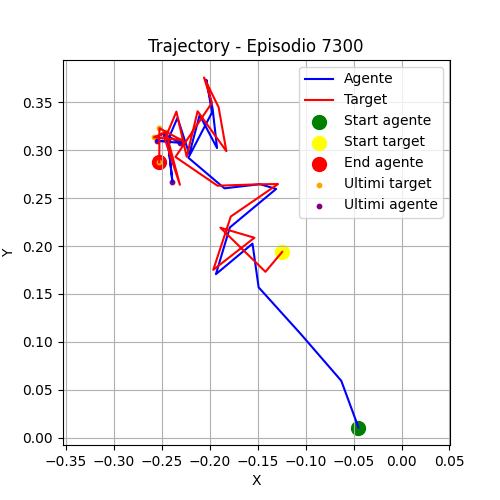 Trajectory - Episodio 7300
Agente
Target
Start agente
Start target
End agente
Ultimi target
Ultimi agente
Y
0.35
0.30
0.25
0.20
0.15
0.10
0.05
0.00
−0.35 −0.30 −0.25 −0.20 −0.15 −0.10 −0.05 0.00 0.05
X